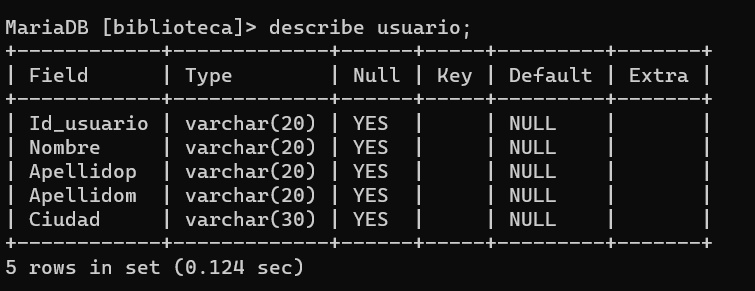 MariaDB [biblioteca]> describe usuario;
+------------+-------------+------+-----+---------+-------+
| Field      | Type        | Null | Key | Default | Extra |
+------------+-------------+------+-----+---------+-------+
| Id_usuario | varchar(20) | YES  |     | NULL    |       |
| Nombre     | varchar(20) | YES  |     | NULL    |       |
| Apellidop  | varchar(20) | YES  |     | NULL    |       |
| Apellidom  | varchar(20) | YES  |     | NULL    |       |
| Ciudad     | varchar(30) | YES  |     | NULL    |       |
+------------+-------------+------+-----+---------+-------+
5 rows in set (0.124 sec)